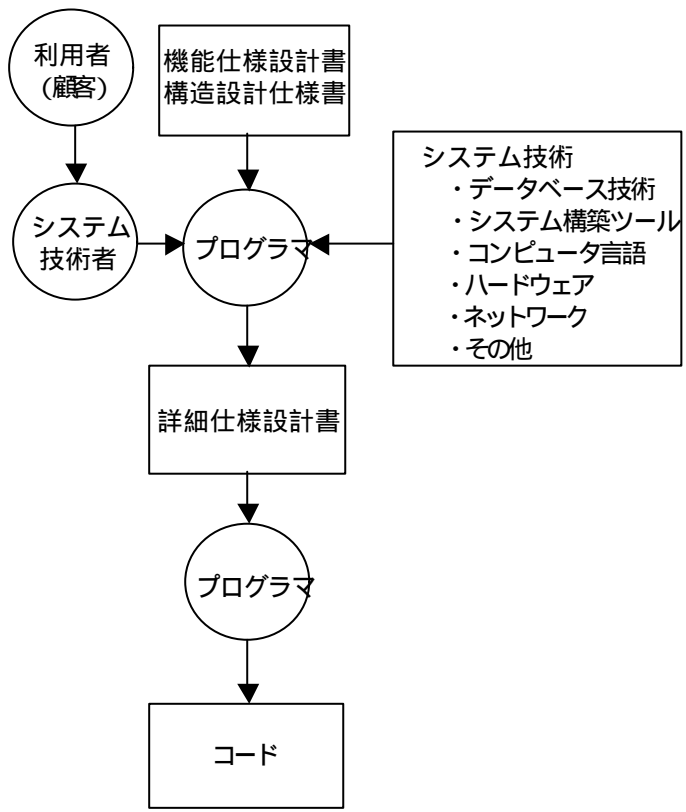 利用者
(顧客)
機能仕様設計書
構造設計仕様書
システム技術
・データベース技術
・システム構築ツール
・コンピュータ言語
・ハードウェア
・ネットワーク
・その他
システム
技術者
プログラマ
詳細仕様設計書
プログラマ
コード